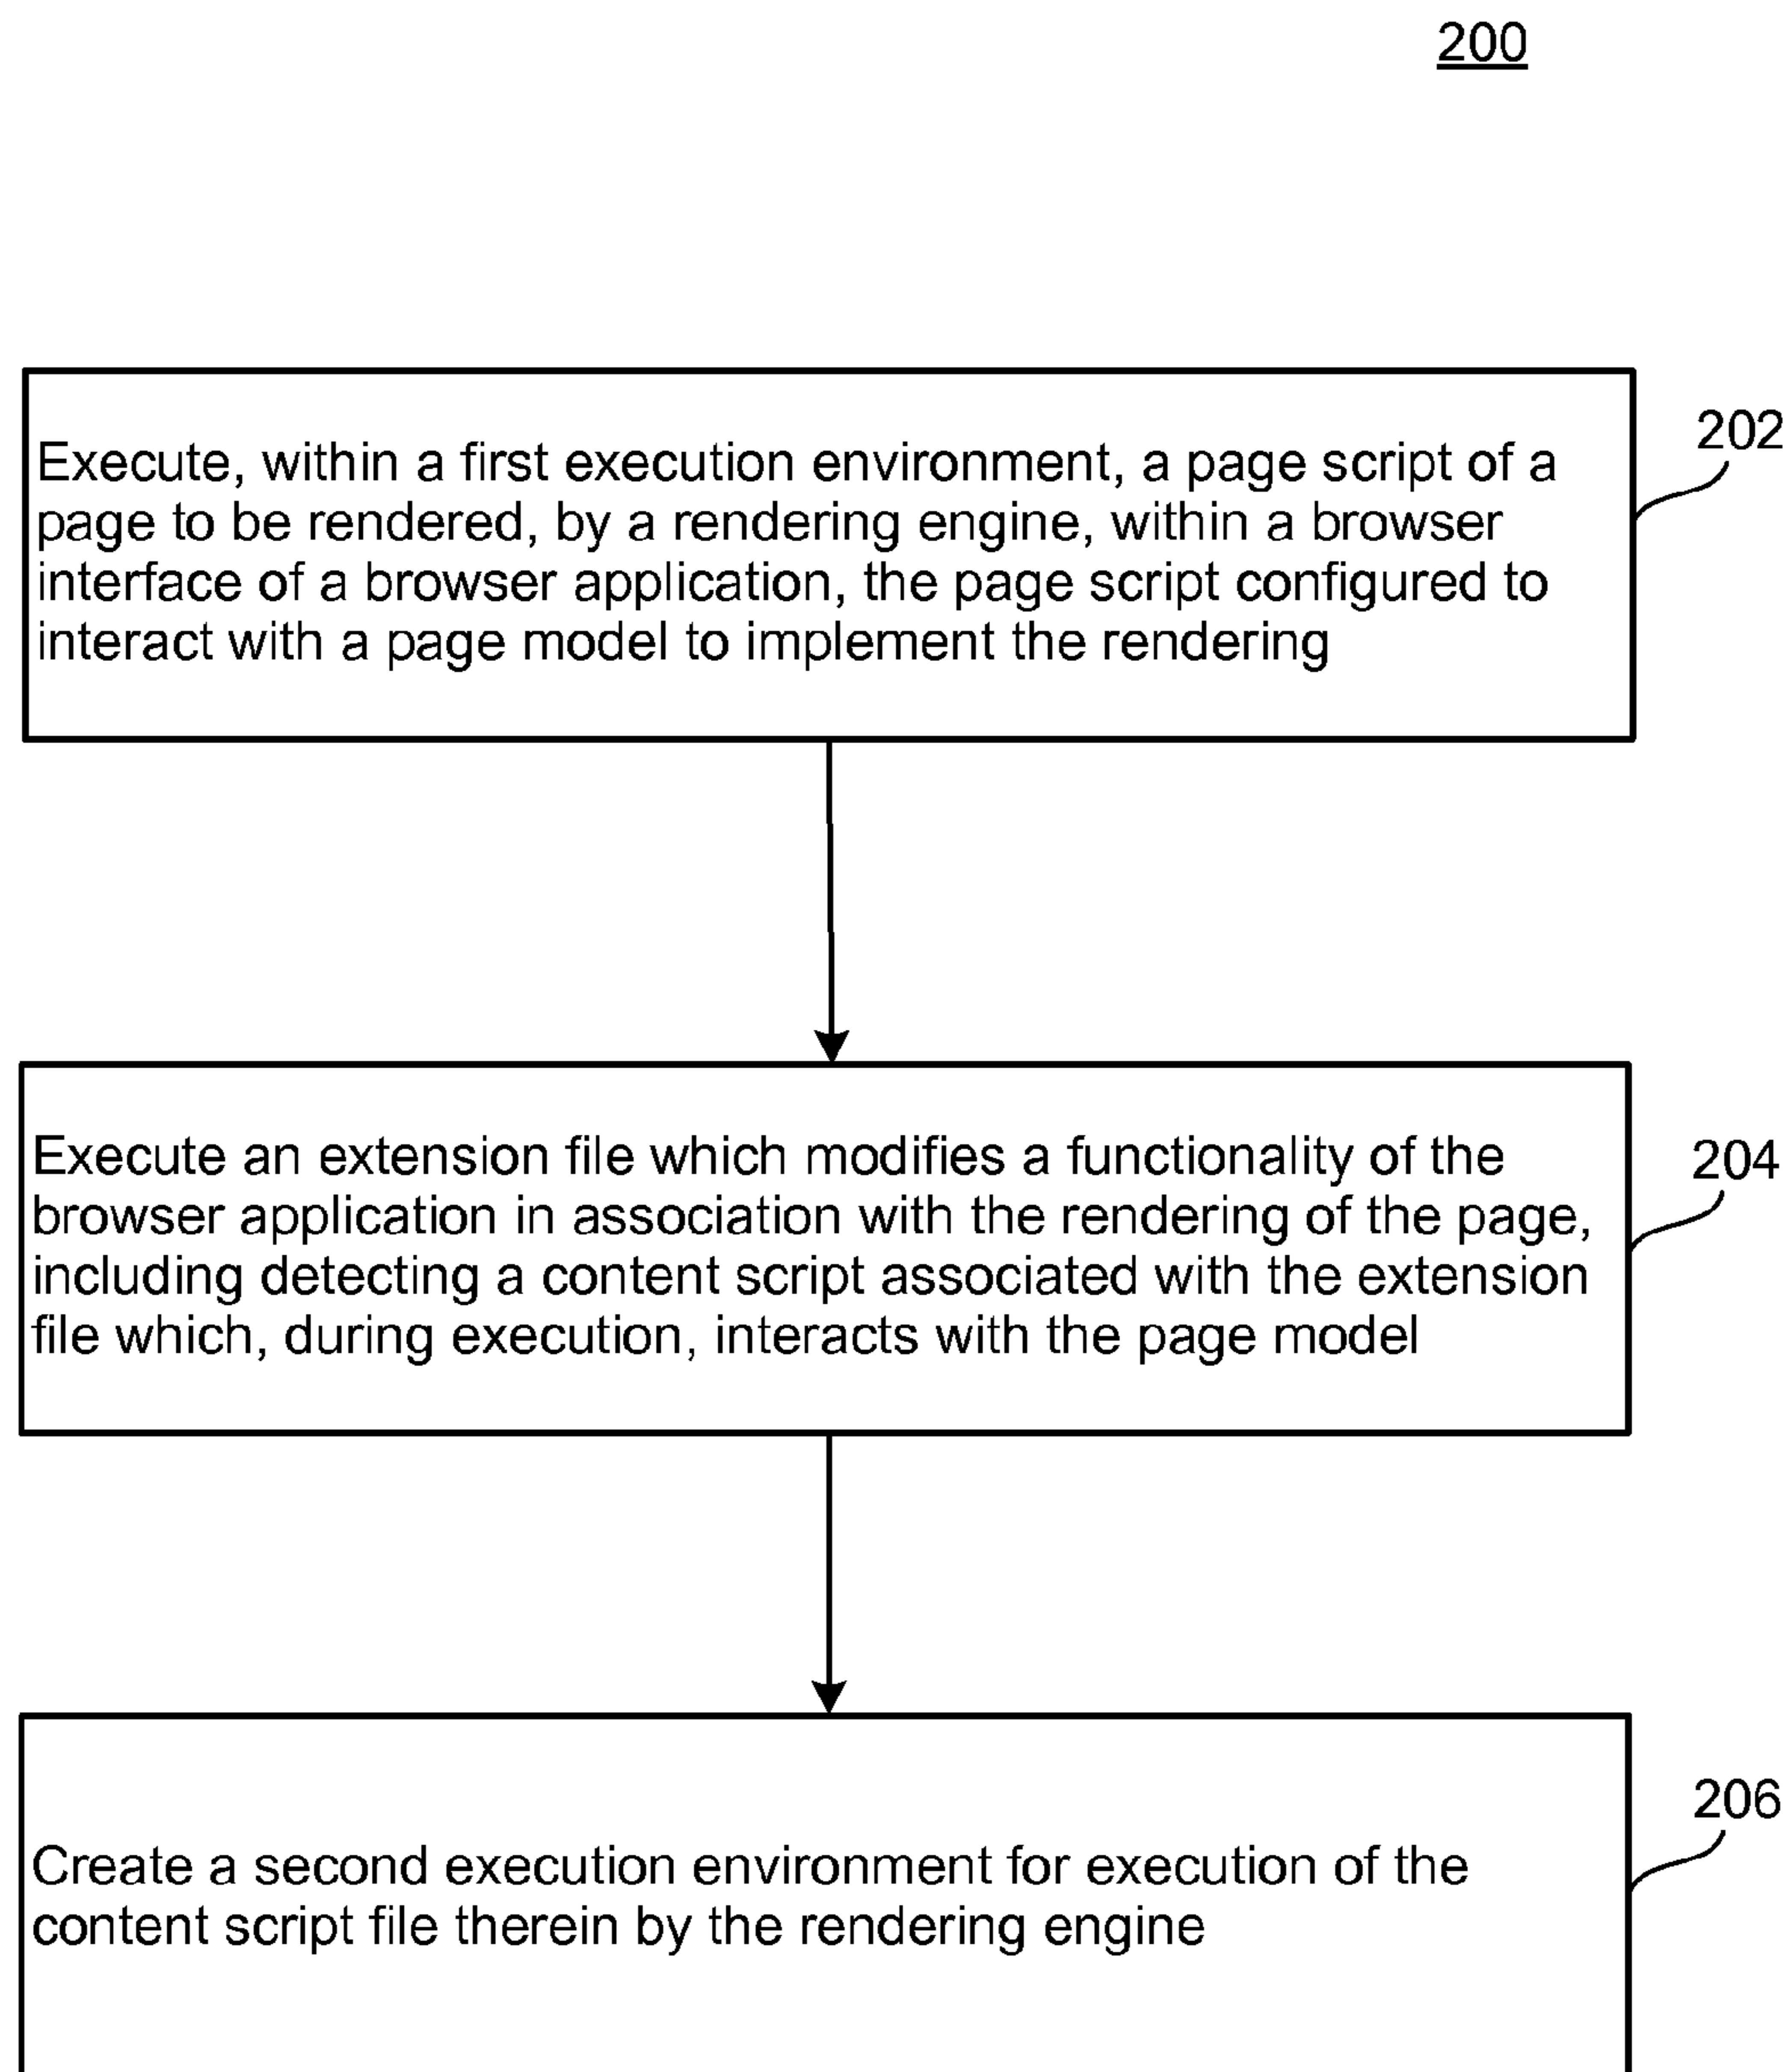 200
202
Execute, within a first execution environment, a page script of a
page to be rendered, by a rendering engine, within a browser
interface of a browser application, the page script configured to
interact with a page model to implement the rendering
204
Execute an extension file which modifies a functionality of the
browser application in association with the rendering of the page,
including detecting a content script associated with the extension
file which, during execution, interacts with the page model
206
Create a second execution environment for execution of the
content script file therein by the rendering engine